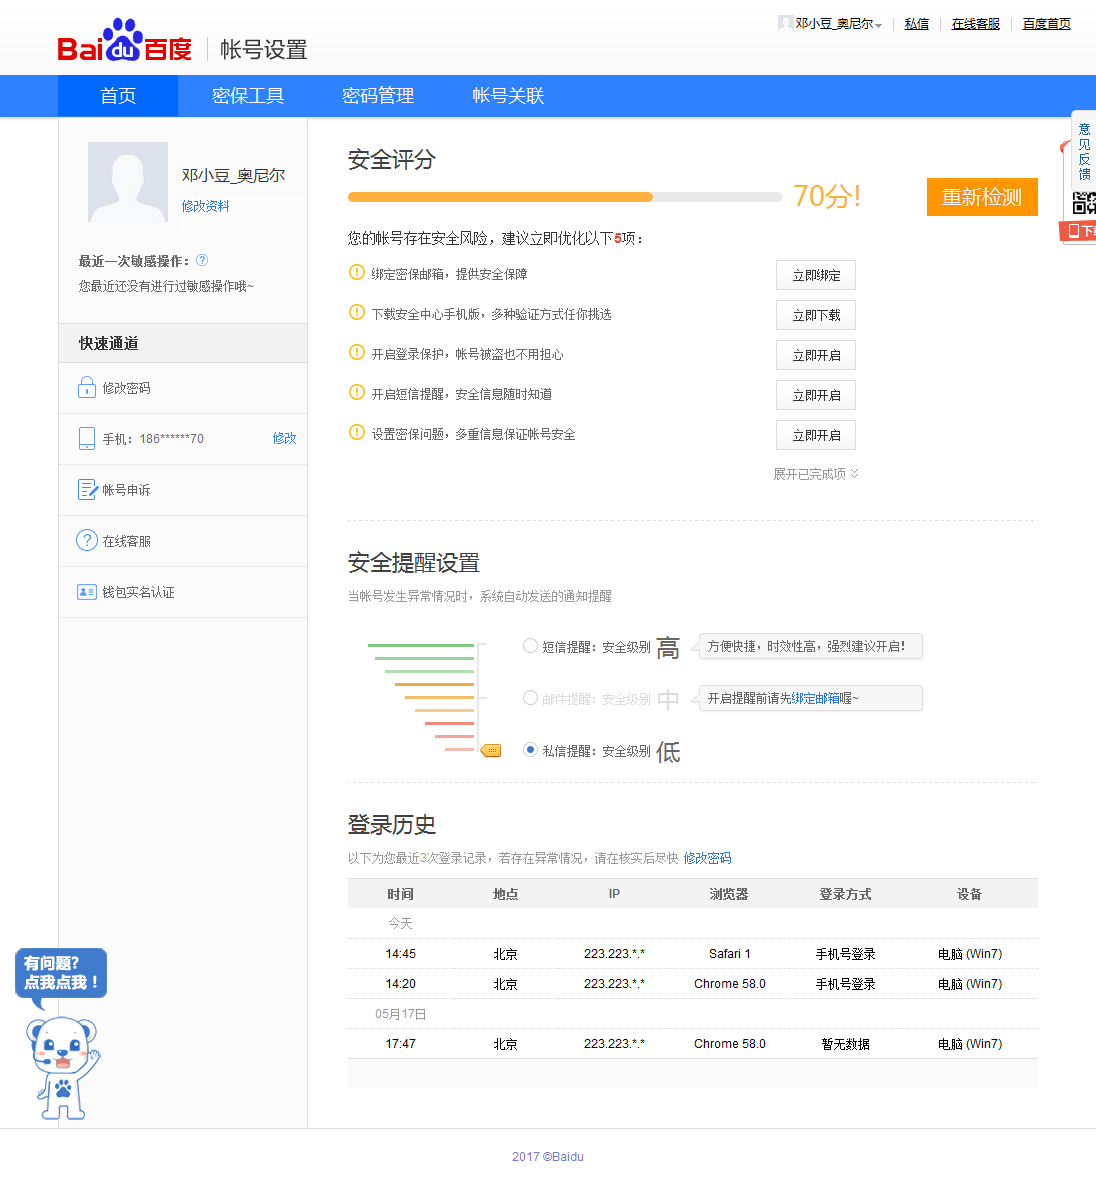 邓小豆_奥尼尔
私信
在线客服
百度首页
Bai du 百度
帐号设置
首页
密保工具
密码管理
帐号关联
意见反馈
下
邓小豆_奥尼尔
修改资料
最近一次敏感操作：
您最近还没有进行过敏感操作哦~
快速通道
修改密码
手机：186******70 修改
帐号申诉
在线客服
钱包实名认证
安全评分
70分!
重新检测
您的帐号存在安全风险，建议立即优化以下5项：
绑定密保邮箱，提供安全保障 立即绑定
下载安全中心手机版，多种验证方式任你挑选 立即下载
开启登录保护，帐号被盗也不用担心 立即开启
开启短信提醒，安全信息随时知道 立即开启
设置密保问题，多重信息保证帐号安全 立即开启
展开已完成项
安全提醒设置
当帐号发生异常情况时，系统自动发送的通知提醒
短信提醒：安全级别 高 方便快捷，时效性高，强烈建议开启！
邮件提醒：安全级别 中 开启提醒前请先绑定邮箱喔~
私信提醒：安全级别 低
登录历史
以下为您最近3次登录记录，若存在异常情况，请在核实后尽快 修改密码
时间 地点 IP 浏览器 登录方式 设备
今天
14:45 北京 223.223.*.* Safari 1 手机号登录 电脑 (Win7)
14:20 北京 223.223.*.* Chrome 58.0 手机号登录 电脑 (Win7)
05月17日
17:47 北京 223.223.*.* Chrome 58.0 暂无数据 电脑 (Win7)
有问题?
点我点我！
2017 ©Baidu